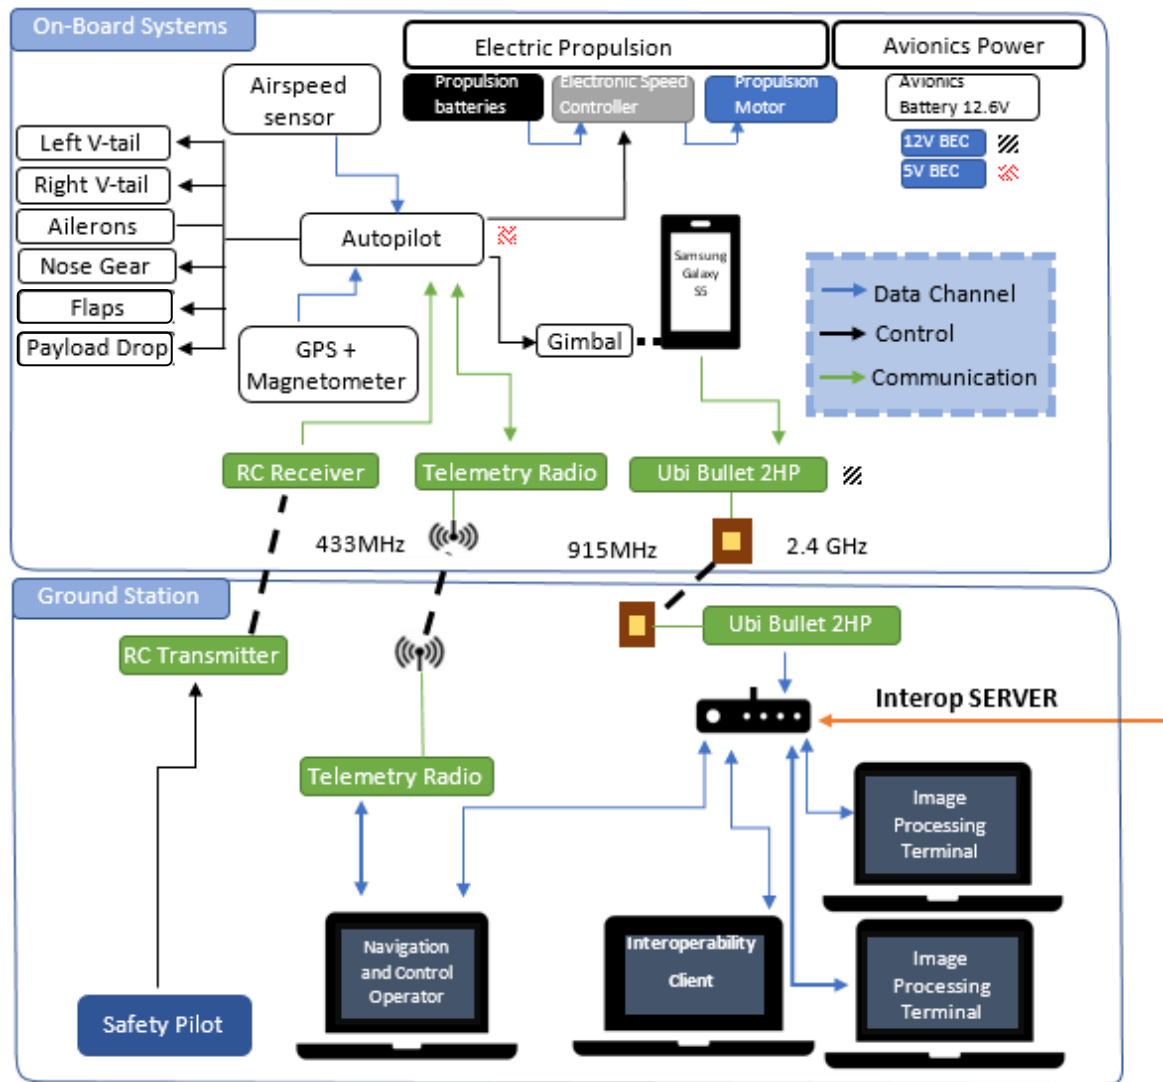 On-Board Systems
Electric Propulsion
Avionics Power
Airspeed
sensor
Propulsion
batteries
Electronic Speed
Controller
Propulsion
Motor
Avionics
Battery 12.6V
12V BEC
5V BEC
Left V-tail
Right V-tail
Ailerons
Nose Gear
Flaps
Payload Drop
Autopilot
Samsung
Galaxy
S5
GPS +
Magnetometer
Gimbal
Data Channel
Control
Communication
RC Receiver
Telemetry Radio
Ubi Bullet 2HP
433MHz
915MHz
2.4 GHz
Ground Station
RC Transmitter
Ubi Bullet 2HP
Interop SERVER
Telemetry Radio
Image
Processing
Terminal
Navigation
and Control
Operator
Interoperability
Client
Image
Processing
Terminal
Safety Pilot